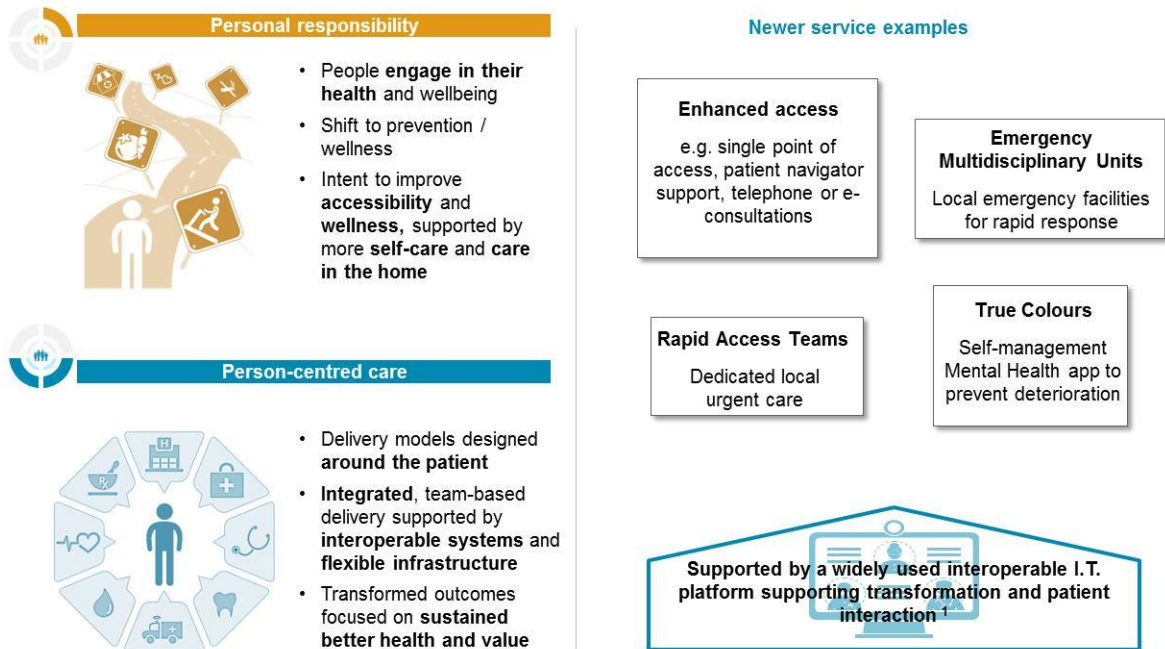 Personal responsibility
• People engage in their
health and wellbeing
• Shift to prevention /
wellness
• Intent to improve
accessibility and
wellness, supported by
more self-care and care
in the home
Person-centred care
• Delivery models designed
around the patient
• Integrated, team-based
delivery supported by
interoperable systems and
flexible infrastructure
• Transformed outcomes
focused on sustained
better health and value
H
Rx
Newer service examples
Enhanced access
e.g. single point of
access, patient navigator
support, telephone or e-
consultations
Emergency
Multidisciplinary Units
Local emergency facilities
for rapid response
Rapid Access Teams
Dedicated local
urgent care
True Colours
Self-management
Mental Health app to
prevent deterioration
Supported by a widely used interoperable I.T.
platform supporting transformation and patient
interaction 1